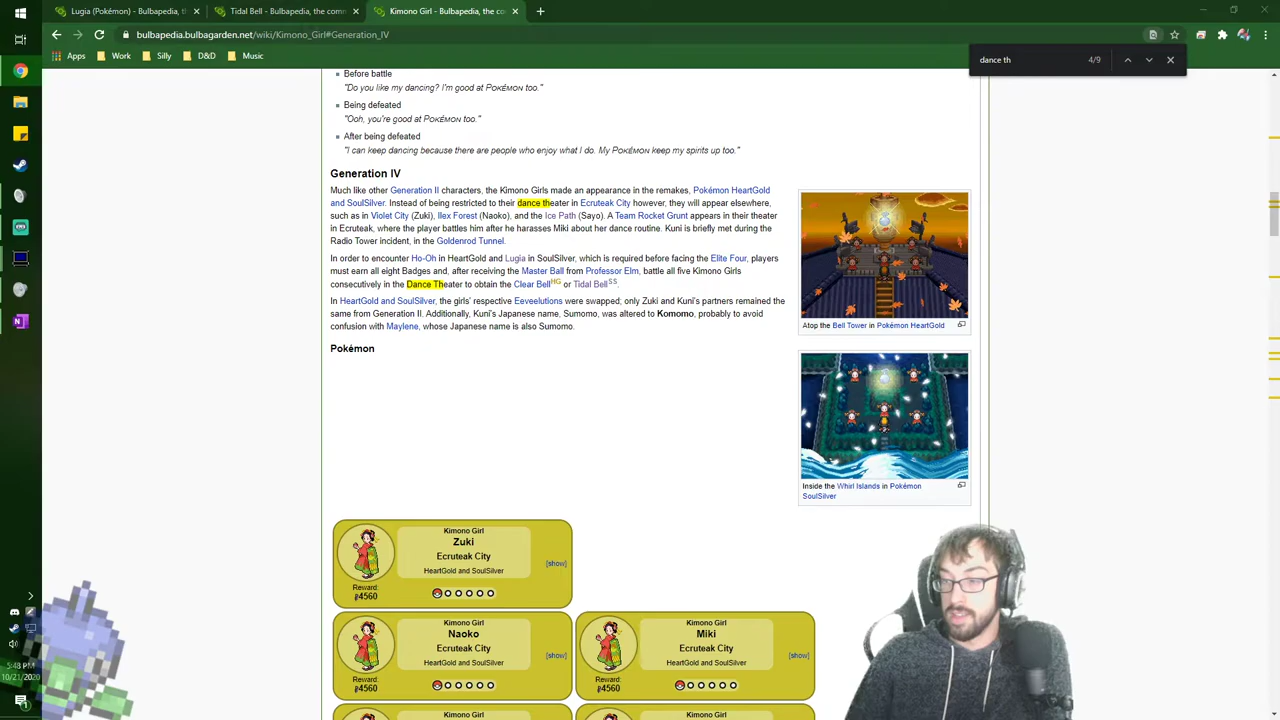 Lugia (Pokémon) - Bulbapedia, th
Tidal Bell - Bulbapedia, the com
Kimono Girl - Bulbapedia, the co
bulbapedia.bulbagarden.net/wiki/Kimono_Girl#Generation_IV
Apps Work Silly D&D Music
dance th 4/9
Before battle
"Do you like my dancing? I'm good at POKÉMON too."
Being defeated
"Ooh, you're good at POKÉMON too."
After being defeated
"I can keep dancing because there are people who enjoy what I do. My POKÉMON keep my spirits up too."
Generation IV
Much like other Generation II characters, the Kimono Girls made an appearance in the remakes, Pokémon HeartGold
and SoulSilver. Instead of being restricted to their dance theater in Ecruteak City however, they will appear elsewhere,
such as in Violet City (Zuki), Ilex Forest (Naoko), and the Ice Path (Sayo). A Team Rocket Grunt appears in their theater
in Ecruteak, where the player battles him after he harasses Miki about her dance routine. Kuni is briefly met during the
Radio Tower incident, in the Goldenrod Tunnel.
In order to encounter Ho-Oh in HeartGold and Lugia in SoulSilver, which is required before facing the Elite Four, players
must earn all eight Badges and, after receiving the Master Ball from Professor Elm, battle all five Kimono Girls
consecutively in the Dance Theater to obtain the Clear Bell HG or Tidal Bell SS.
In HeartGold and SoulSilver, the girls' respective Eeveelutions were swapped; only Zuki and Kuni's partners remained the
same from Generation II. Additionally, Kuni's Japanese name, Sumomo, was altered to Komomo, probably to avoid
confusion with Maylene, whose Japanese name is also Sumomo.
Atop the Bell Tower in Pokémon HeartGold
Pokémon
Inside the Whirl Islands in Pokémon
SoulSilver
Kimono Girl
Zuki
Ecruteak City
HeartGold and SoulSilver
[show]
Reward:
4560
Kimono Girl
Naoko
Ecruteak City
HeartGold and SoulSilver
[show]
Reward:
4560
Kimono Girl
Miki
Ecruteak City
HeartGold and SoulSilver
[show]
Reward:
4560
5:48 PM
10/21/2020